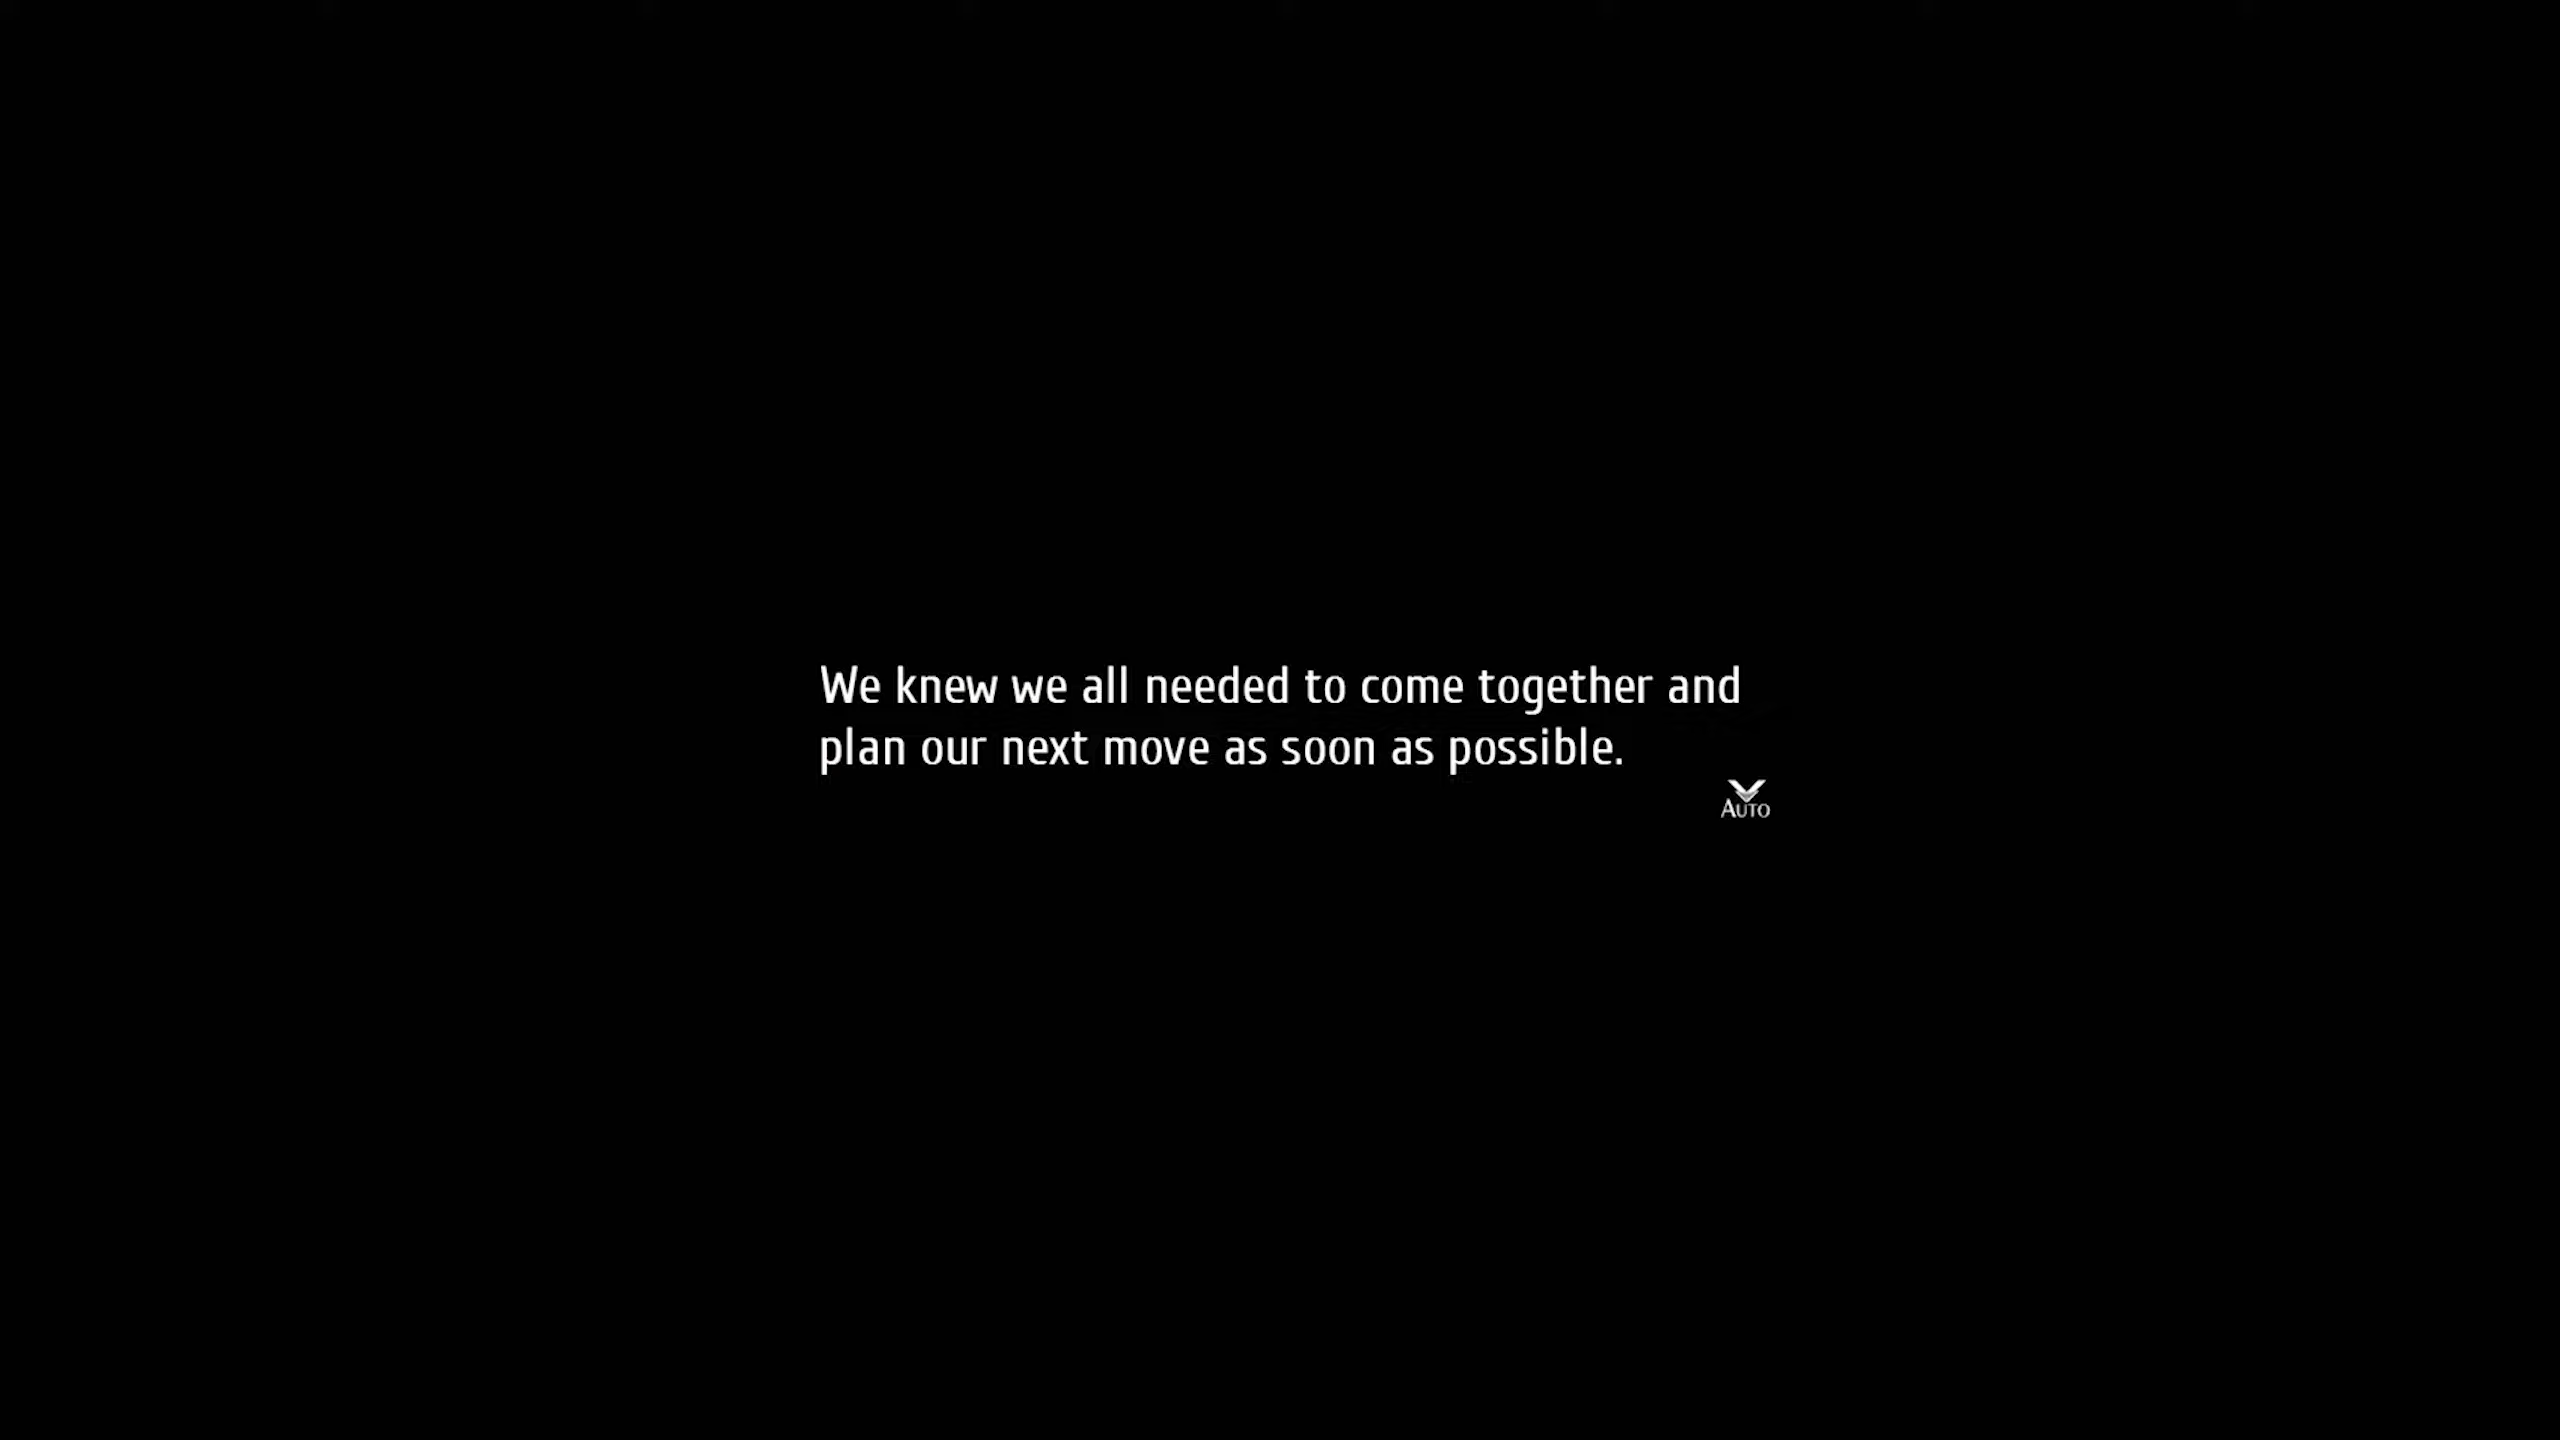 We knew we all needed to come together and
plan our next move as soon as possible.
AUTO